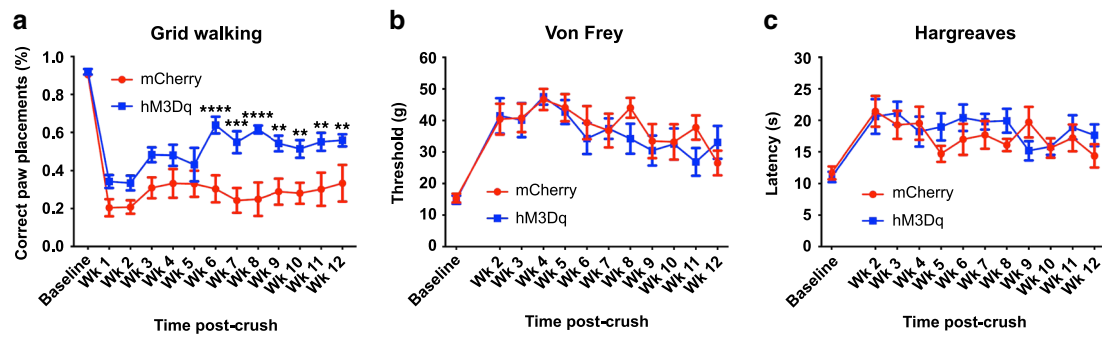 a
Grid walking
Correct paw placements (%)
1.0
0.8
0.6
0.4
0.2
0.0
mCherry
hM3Dq
**** *** **** ** ** ** **
Baseline Wk 1 Wk 2 Wk 3 Wk 4 Wk 5 Wk 6 Wk 7 Wk 8 Wk 9 Wk 10 Wk 11 Wk 12
Time post-crush
b
Von Frey
Threshold (g)
60
50
40
30
20
10
0
mCherry
hM3Dq
Baseline Wk 2 Wk 3 Wk 4 Wk 5 Wk 6 Wk 7 Wk 8 Wk 9 Wk 10 Wk 11 Wk 12
Time post-crush
c
Hargreaves
Latency (s)
30
25
20
15
10
5
0
mCherry
hM3Dq
Baseline Wk 2 Wk 3 Wk 4 Wk 5 Wk 6 Wk 7 Wk 8 Wk 9 Wk 10 Wk 11 Wk 12
Time post-crush